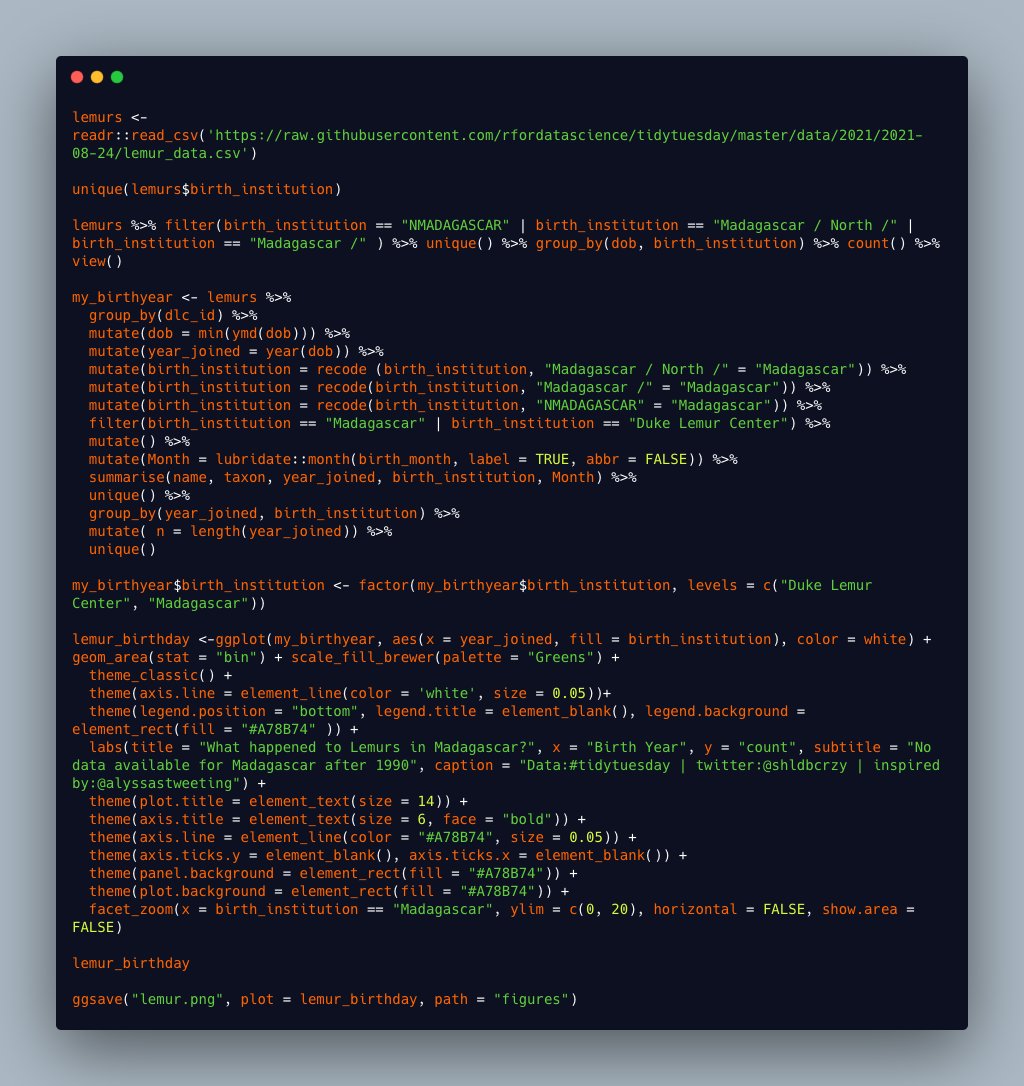 lemurs <-
readr::read_csv('https://raw.githubusercontent.com/rfordatascience/tidytuesday/master/data/2021/2021-
08-24/lemur_data.csv')
unique(lemurs$birth_institution)
lemurs %>% filter(birth_institution == "NMADAGASCAR" | birth_institution == "Madagascar / North /" |
birth_institution == "Madagascar /" ) %>% unique() %>% group_by(dob, birth_institution) %>% count() %>%
view()
my_birthyear <- lemurs %>%
  group_by(dlc_id) %>%
  mutate(dob = min(ymd(dob))) %>%
  mutate(year_joined = year(dob)) %>%
  mutate(birth_institution = recode (birth_institution, "Madagascar / North /" = "Madagascar")) %>%
  mutate(birth_institution = recode(birth_institution, "Madagascar /" = "Madagascar")) %>%
  mutate(birth_institution = recode(birth_institution, "NMADAGASCAR" = "Madagascar")) %>%
  filter(birth_institution == "Madagascar" | birth_institution == "Duke Lemur Center") %>%
  mutate() %>%
  mutate(Month = lubridate::month(birth_month, label = TRUE, abbr = FALSE)) %>%
  summarise(name, taxon, year_joined, birth_institution, Month) %>%
  unique() %>%
  group_by(year_joined, birth_institution) %>%
  mutate( n = length(year_joined)) %>%
  unique()
my_birthyear$birth_institution <- factor(my_birthyear$birth_institution, levels = c("Duke Lemur
Center", "Madagascar"))
lemur_birthday <-ggplot(my_birthyear, aes(x = year_joined, fill = birth_institution), color = white) +
geom_area(stat = "bin") + scale_fill_brewer(palette = "Greens") +
  theme_classic() +
  theme(axis.line = element_line(color = 'white', size = 0.05))+
  theme(legend.position = "bottom", legend.title = element_blank(), legend.background =
element_rect(fill = "#A78B74" )) +
  labs(title = "What happened to Lemurs in Madagascar?", x = "Birth Year", y = "count", subtitle = "No
data available for Madagascar after 1990", caption = "Data:#tidytuesday | twitter:@shldbcrzy | inspired
by:@alyssastweeting") +
  theme(plot.title = element_text(size = 14)) +
  theme(axis.title = element_text(size = 6, face = "bold")) +
  theme(axis.line = element_line(color = "#A78B74", size = 0.05)) +
  theme(axis.ticks.y = element_blank(), axis.ticks.x = element_blank()) +
  theme(panel.background = element_rect(fill = "#A78B74")) +
  theme(plot.background = element_rect(fill = "#A78B74")) +
  facet_zoom(x = birth_institution == "Madagascar", ylim = c(0, 20), horizontal = FALSE, show.area =
FALSE)
lemur_birthday
ggsave("lemur.png", plot = lemur_birthday, path = "figures")